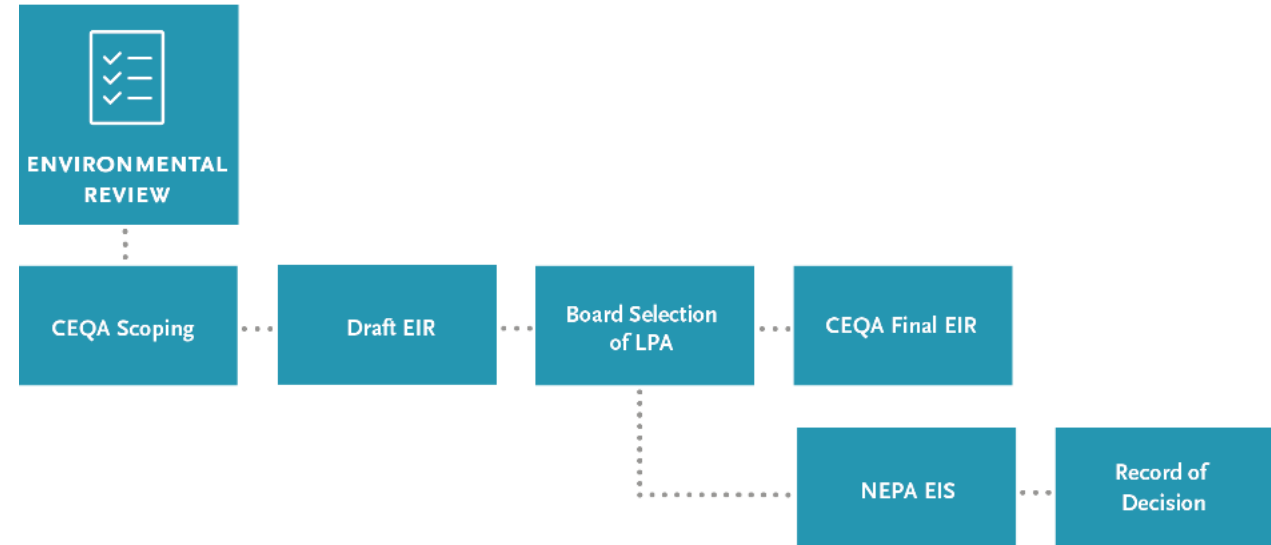 ENVIRONMENTAL
REVIEW
CEQA Scoping
Draft EIR
Board Selection
of LPA
CEQA Final EIR
NEPA EIS
Record of
Decision